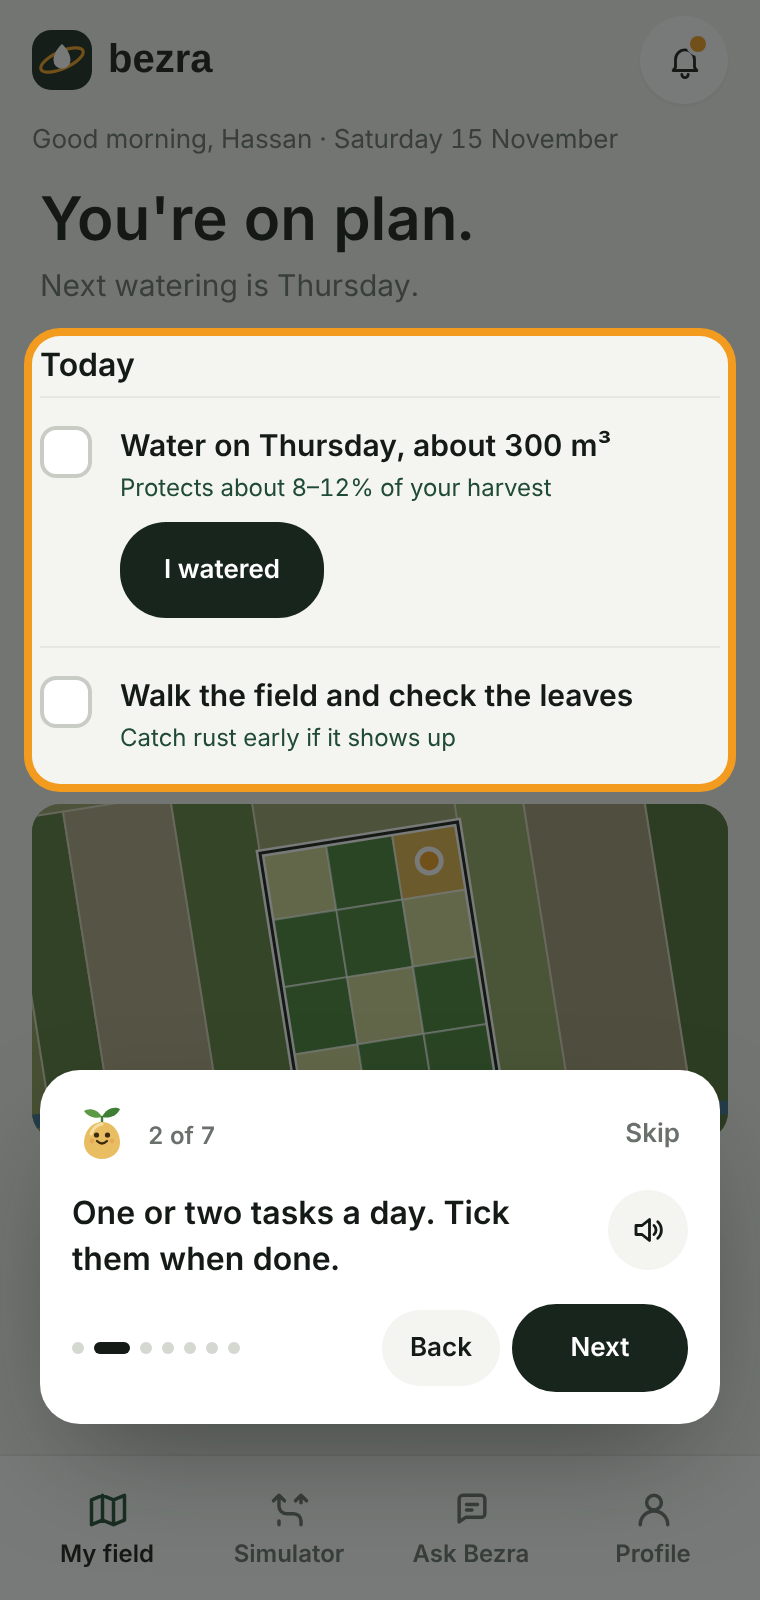 bezra
Good morning, Hassan · Saturday 15 November
You're on plan.
Next watering is Thursday.
Today
Water on Thursday, about 300 m³
Protects about 8–12% of your harvest
I watered
Walk the field and check the leaves
Catch rust early if it shows up
2 of 7
Skip
One or two tasks a day. Tick
them when done.
Back
Next
My field
Simulator
Ask Bezra
Profile